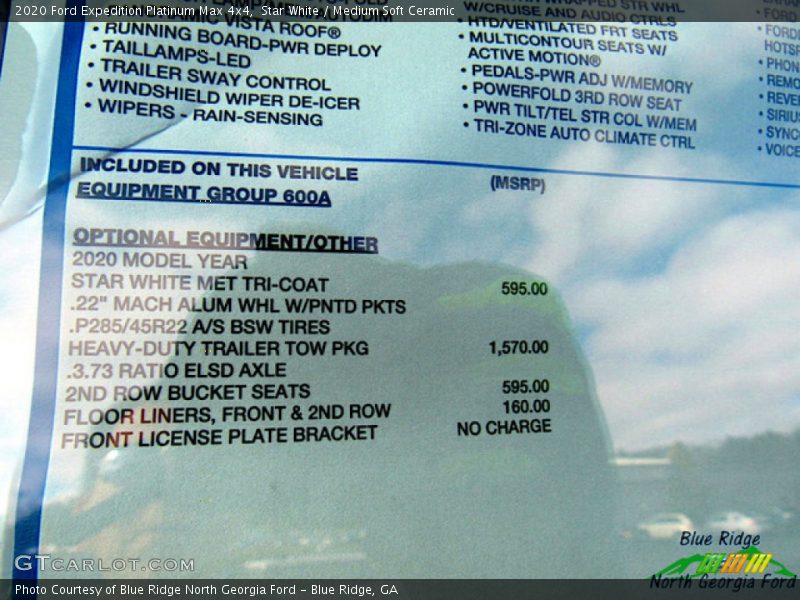 2020 Ford Expedition Platinum Max 4x4, Star White / Medium Soft Ceramic
VISTA ROOF®
• RUNNING BOARD-PWR DEPLOY
• TAILLAMPS-LED
• TRAILER SWAY CONTROL
• WINDSHIELD WIPER DE-ICER
• WIPERS - RAIN-SENSING
WRAPPED STR WHL
W/CRUISE AND AUDIO CTRLS
• HTD/VENTILATED FRT SEATS
• MULTICONTOUR SEATS W/
ACTIVE MOTION®
• PEDALS-PWR ADJ W/MEMORY
• POWERFOLD 3RD ROW SEAT
• PWR TILT/TEL STR COL W/MEM
• TRI-ZONE AUTO CLIMATE CTRL
INCLUDED ON THIS VEHICLE (MSRP)
EQUIPMENT GROUP 600A
OPTIONAL EQUIPMENT/OTHER
2020 MODEL YEAR
STAR WHITE MET TRI-COAT 595.00
.22" MACH ALUM WHL W/PNTD PKTS
.P285/45R22 A/S BSW TIRES
HEAVY-DUTY TRAILER TOW PKG 1,570.00
.3.73 RATIO ELSD AXLE
2ND ROW BUCKET SEATS 595.00
FLOOR LINERS, FRONT & 2ND ROW 160.00
FRONT LICENSE PLATE BRACKET NO CHARGE
GTCARLOT.COM
Blue Ridge
North Georgia Ford
Photo Courtesy of Blue Ridge North Georgia Ford – Blue Ridge, GA